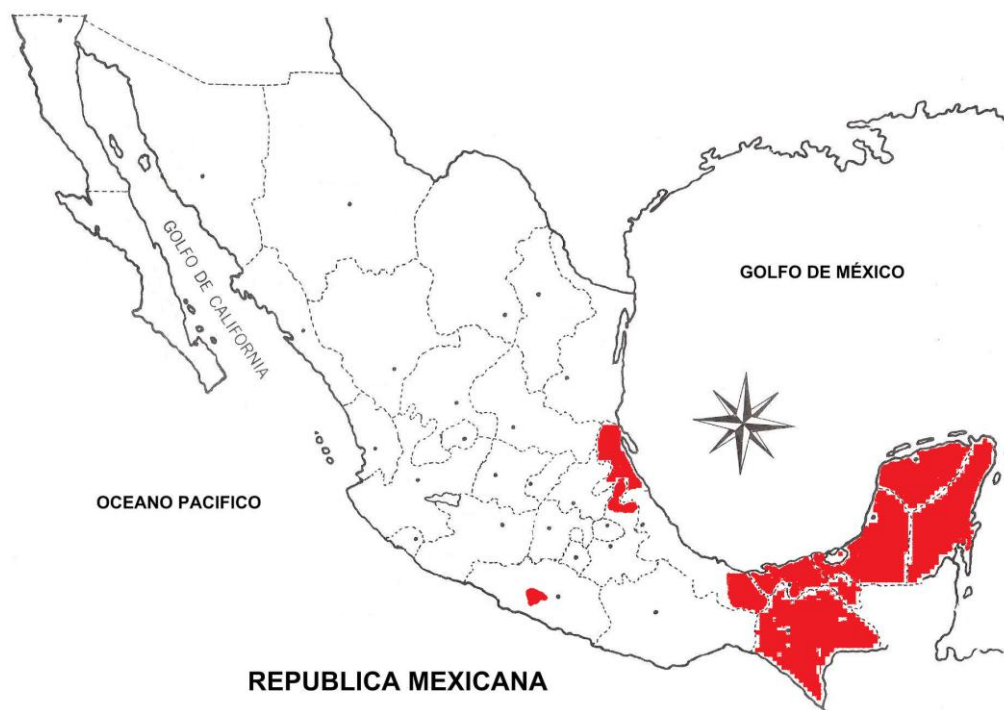 GOLFO DE CALIFORNIA
GOLFO DE MÉXICO
OCEANO PACIFICO
REPUBLICA MEXICANA